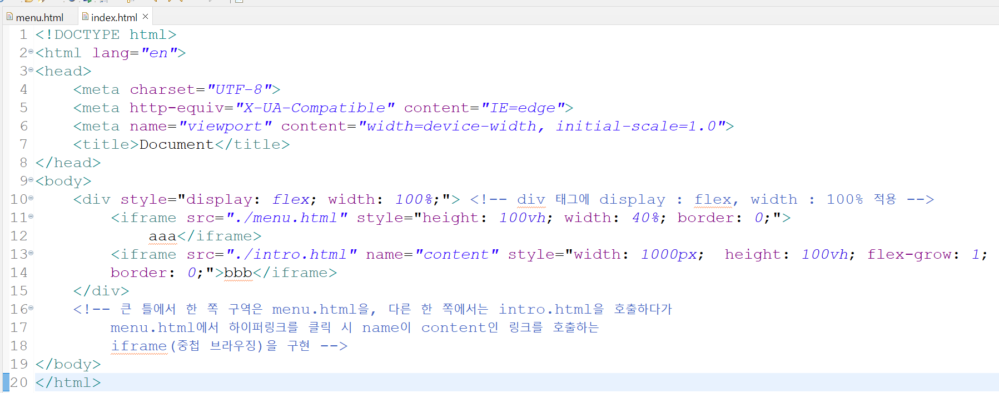 menu.html index.html
1 <!DOCTYPE html>
2 <html lang="en">
3 <head>
4 <meta charset="UTF-8">
5 <meta http-equiv="X-UA-Compatible" content="IE=edge">
6 <meta name="viewport" content="width=device-width, initial-scale=1.0">
7 <title>Document</title>
8 </head>
9 <body>
10 <div style="display: flex; width: 100%;"> <!-- div 태그에 display : flex, width : 100% 적용 -->
11 <iframe src="./menu.html" style="height: 100vh; width: 40%; border: 0;">
12 aaa</iframe>
13 <iframe src="./intro.html" name="content" style="width: 1000px;  height: 100vh; flex-grow: 1;
14 border: 0;">bbb</iframe>
15 </div>
16 <!-- 큰 틀에서 한 쪽 구역은 menu.html을, 다른 한 쪽에서는 intro.html을 호출하다가
17 menu.html에서 하이퍼링크를 클릭 시 name이 content인 링크를 호출하는
18 iframe(중첩 브라우징)을 구현 -->
19 </body>
20 </html>